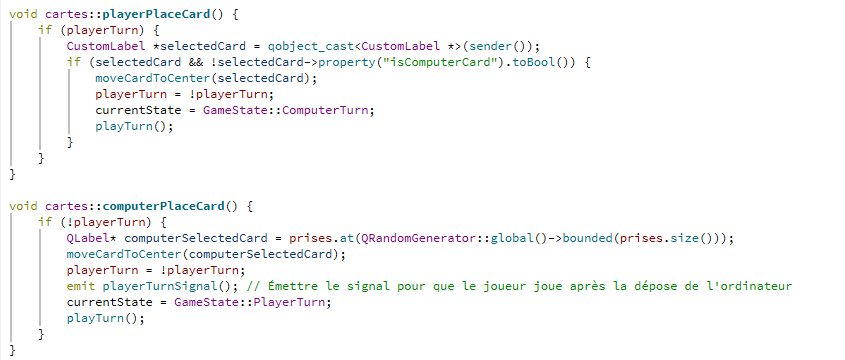 void cartes::playerPlaceCard() {
    if (playerTurn) {
        CustomLabel *selectedCard = qobject_cast<CustomLabel *>(sender());
        if (selectedCard && !selectedCard->property("isComputerCard").toBool()) {
            moveCardToCenter(selectedCard);
            playerTurn = !playerTurn;
            currentState = GameState::ComputerTurn;
            playTurn();
        }
    }
}
void cartes::computerPlaceCard() {
    if (!playerTurn) {
        QLabel* computerSelectedCard = prises.at(QRandomGenerator::global()->bounded(prises.size()));
        moveCardToCenter(computerSelectedCard);
        playerTurn = !playerTurn;
        emit playerTurnSignal(); // Émettre le signal pour que le joueur joue après la dépose de l'ordinateur
        currentState = GameState::PlayerTurn;
        playTurn();
    }
}